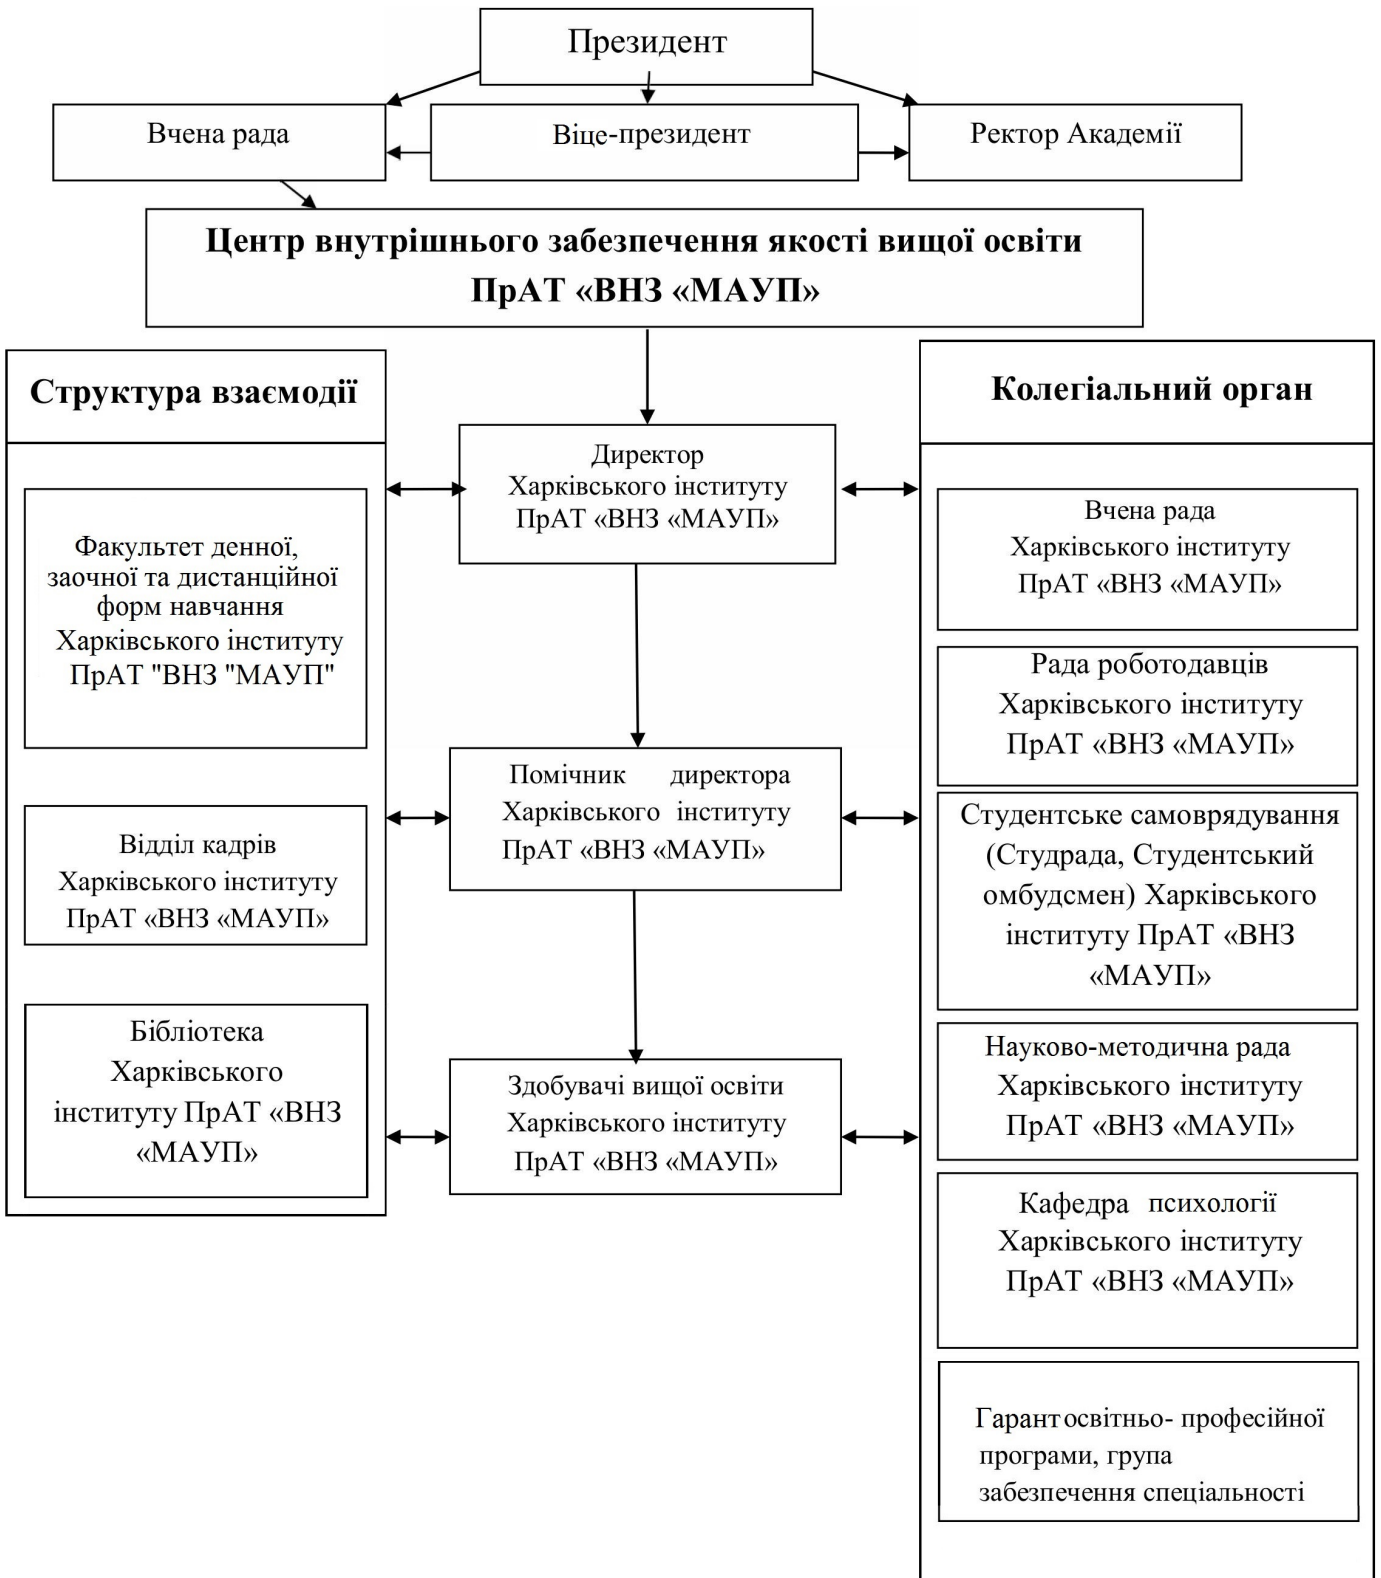 Президент
Вчена рада
Віце-президент
Ректор Академії
Центр внутрішнього забезпечення якості вищої освіти
ПрАТ «ВНЗ «МАУП»
Структура взаємодії
Факультет денної,
заочної та дистанційної
форм навчання
Харківського інституту
ПрАТ "ВНЗ "МАУП"
Відділ кадрів
Харківського інституту
ПрАТ «ВНЗ «МАУП»
Бібліотека
Харківського
інституту ПрАТ «ВНЗ
«МАУП»
Директор
Харківського інституту
ПрАТ «ВНЗ «МАУП»
Помічник директора
Харківського інституту
ПрАТ «ВНЗ «МАУП»
Здобувачі вищої освіти
Харківського інституту
ПрАТ «ВНЗ «МАУП»
Колегіальний орган
Вчена рада
Харківського інституту
ПрАТ «ВНЗ «МАУП»
Рада роботодавців
Харківського інституту
ПрАТ «ВНЗ «МАУП»
Студентське самоврядування
(Студрада, Студентський
омбудсмен) Харківського
інституту ПрАТ «ВНЗ
«МАУП»
Науково-методична рада
Харківського інституту
ПрАТ «ВНЗ «МАУП»
Кафедра психології
Харківського інституту
ПрАТ «ВНЗ «МАУП»
Гарант освітньо- професійної
програми, група
забезпечення спеціальності